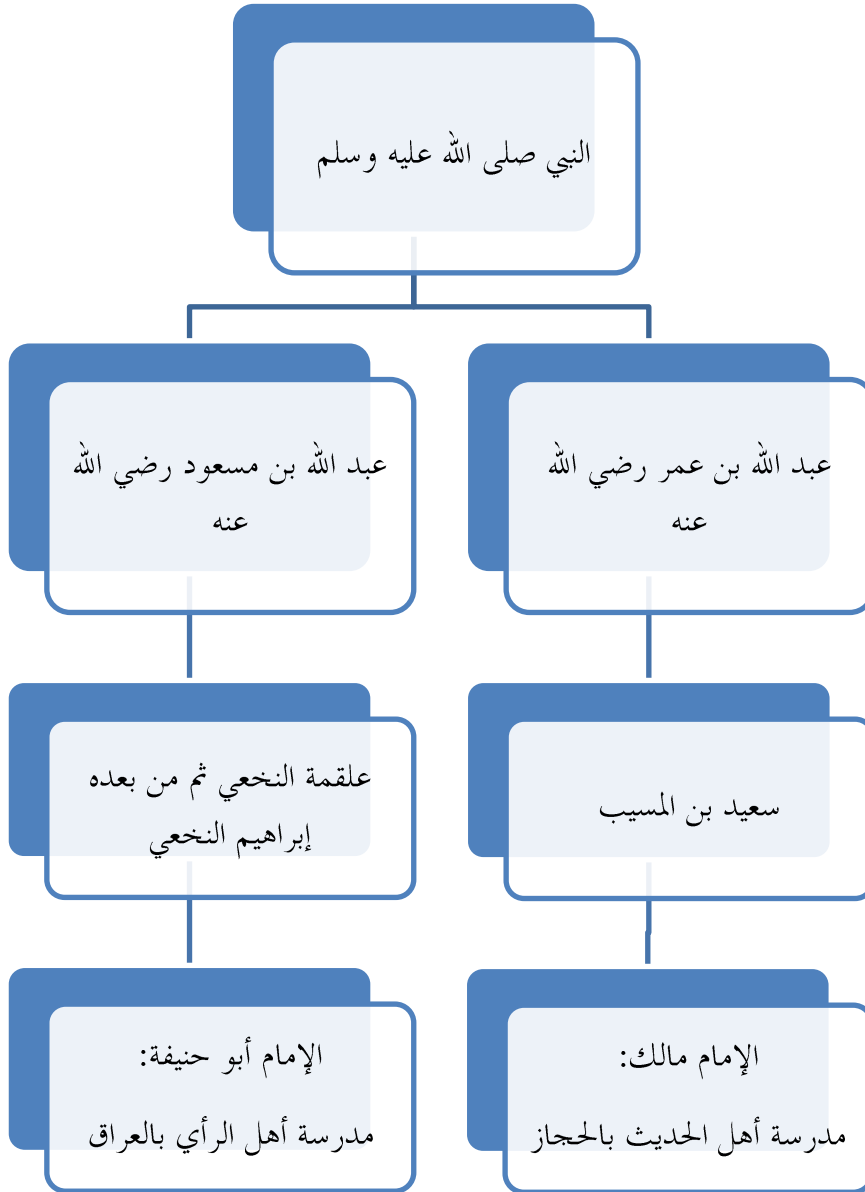 النبي صلى الله عليه وسلم
عبد الله بن عمر رضي الله
عنه
عبد الله بن مسعود رضي الله
عنه
سعيد بن المسيب
علقمة النخعي ثم من بعده
إبراهيم النخعي
الإمام مالك:
مدرسة أهل الحديث بالحجاز
الإمام أبو حنيفة:
مدرسة أهل الرأي بالعراق